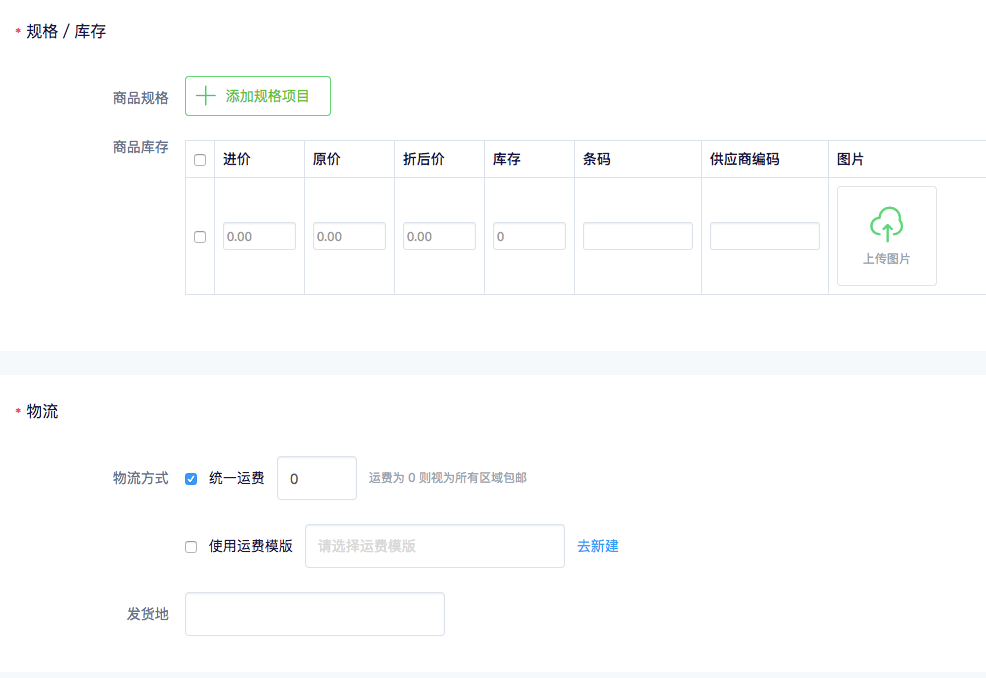 * 规格 / 库存
商品规格 添加规格项目
商品库存 进价 原价 折后价 库存 条码 供应商编码 图片
0.00 0.00 0.00 0
上传图片
* 物流
物流方式 统一运费 0 运费为 0 则视为所有区域包邮
使用运费模版 请选择运费模版 去新建
发货地